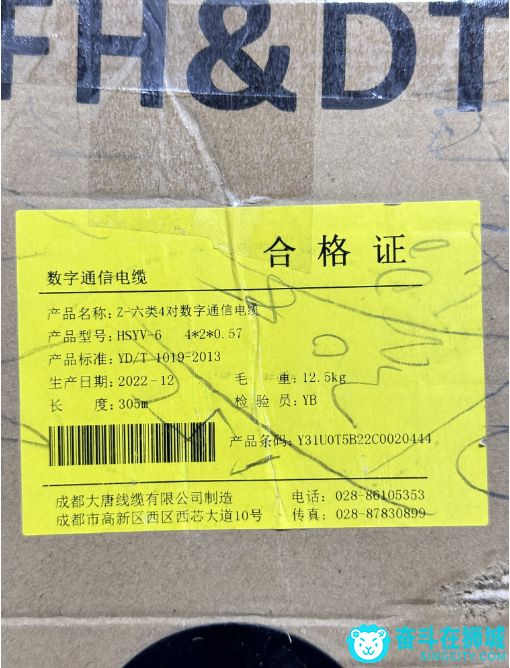 FH&DT
合格证
数字通信电缆
产品名称: Z-六类4对数字通信电缆
产品型号: HSYV-6 4*2*0.57
产品标准: YD/T 1019-2013
生产日期: 2022-12 毛 重: 12.5kg
长 度: 305m 检 验 员: YB
产品条码: Y31U0T5B22C0020444
成都大唐线缆有限公司制造 电话: 028-86105353
成都市高新区西区西芯大道10号 传真: 028-87830899
奋斗在狮城